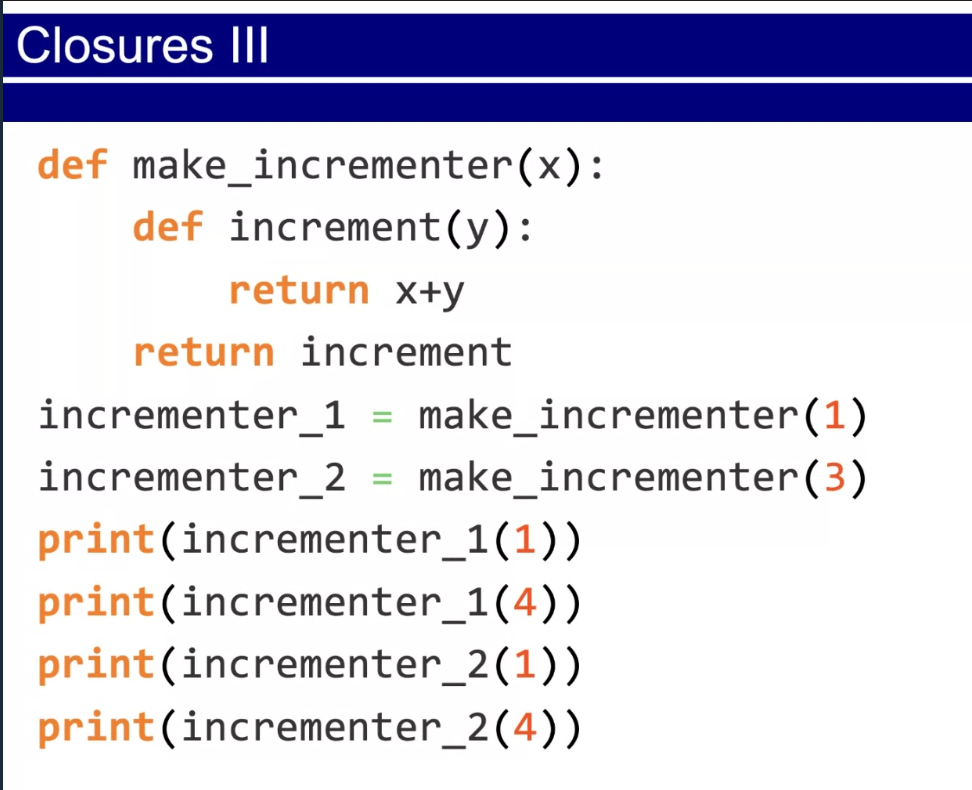 Closures III
def make_incrementer(x):
    def increment(y):
        return x+y
    return increment
incrementer_1 = make_incrementer(1)
incrementer_2 = make_incrementer(3)
print(incrementer_1(1))
print(incrementer_1(4))
print(incrementer_2(1))
print(incrementer_2(4))